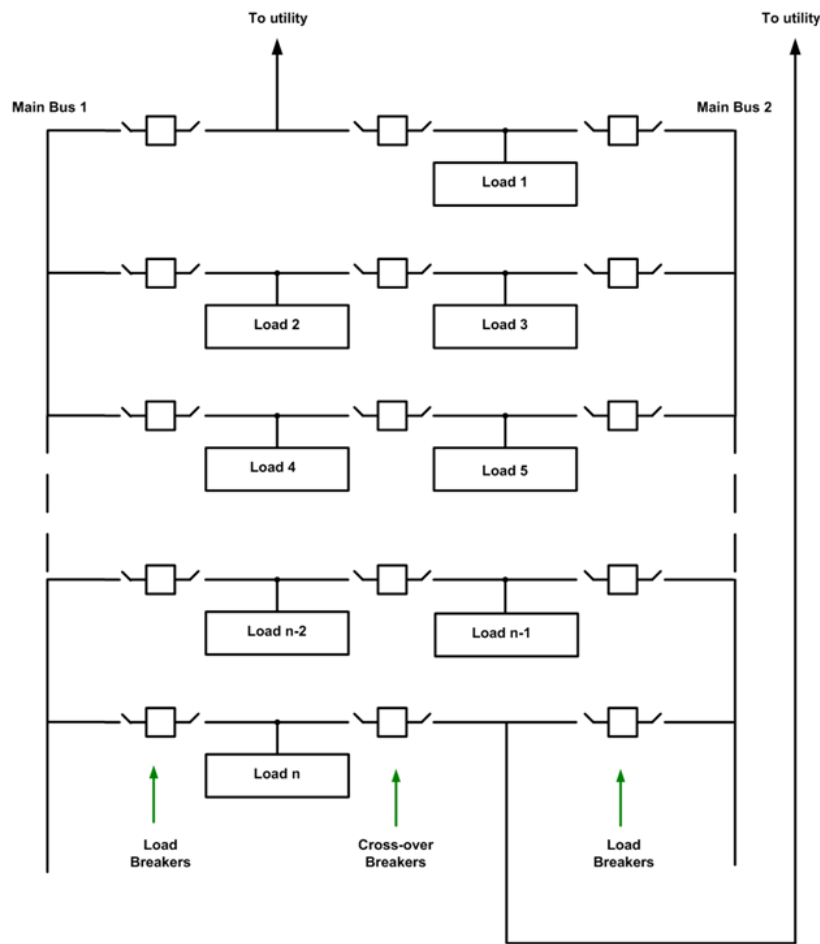 To utility
To utility
Main Bus 1
Main Bus 2
Load 1
Load 2
Load 3
Load 4
Load 5
Load n-2
Load n-1
Load n
Load
Breakers
Cross-over
Breakers
Load
Breakers